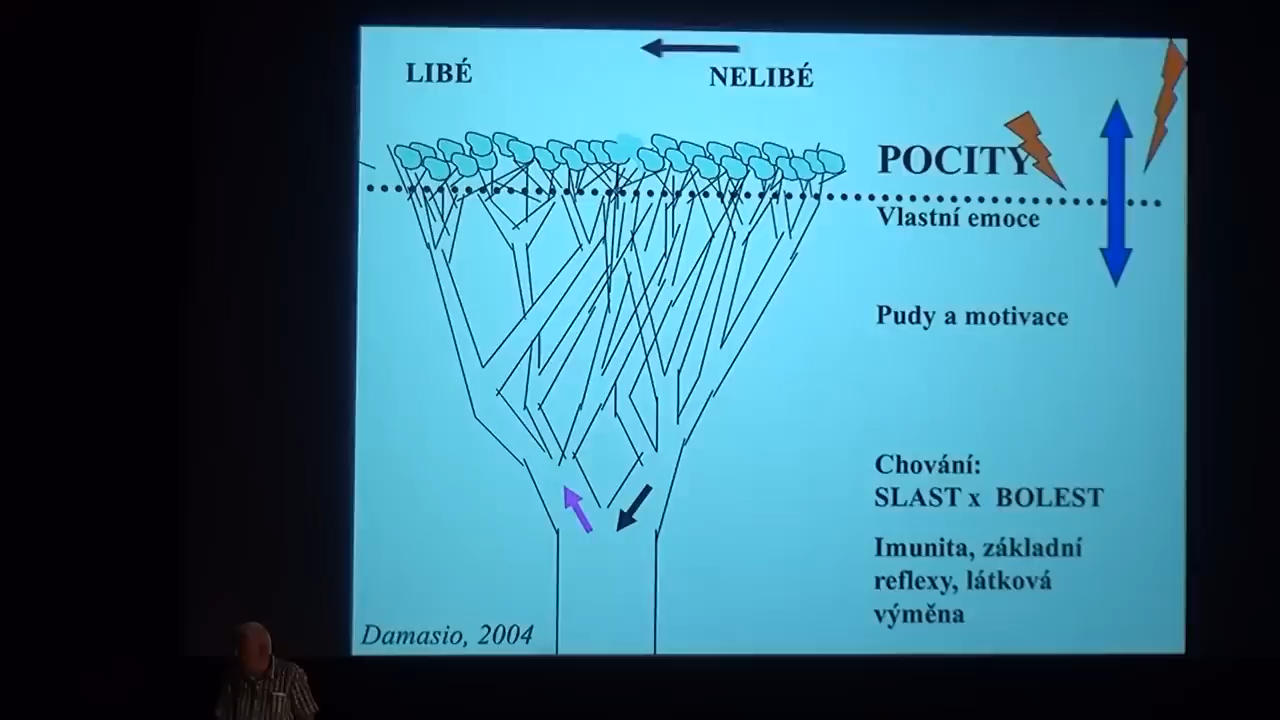 LIBÉ
NELIBÉ
POCITY
Vlastní emoce
Pudy a motivace
Chování:
SLAST x BOLEST
Imunita, základní
reflexy, látková
výměna
Damasio, 2004